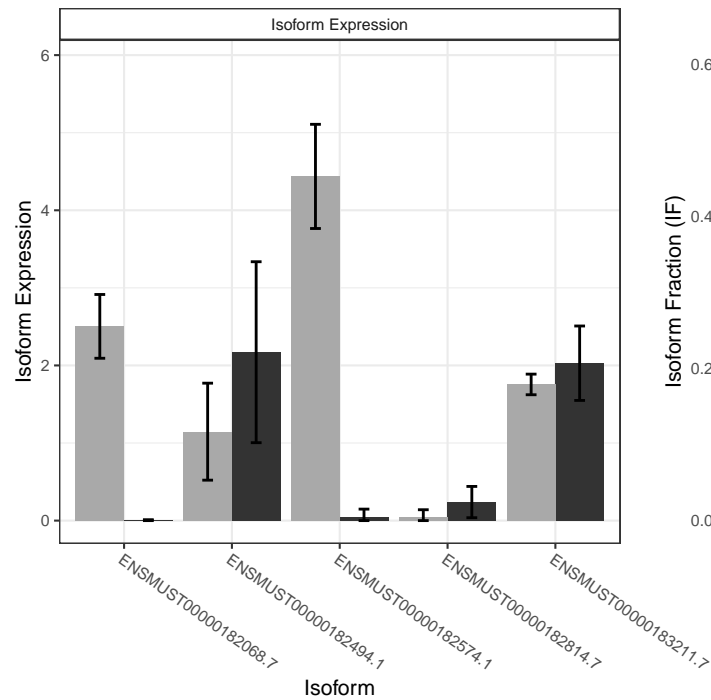 Isoform Expression
6
4
2
0
Isoform Expression
0.6
0.4
0.2
0.0
Isoform Fraction (IF)
ENSMUST00000182068.7
ENSMUST00000182494.1
ENSMUST00000182574.1
ENSMUST00000182814.7
ENSMUST00000183211.7
Isoform